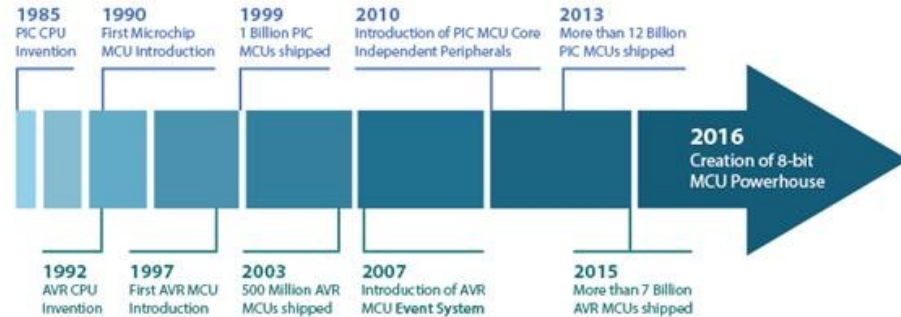 1985
PIC CPU
Invention
1990
First Microchip
MCU Introduction
1999
1 Billion PIC
MCUs shipped
2010
Introduction of PIC MCU Core
Independent Peripherals
2013
More than 12 Billion
PIC MCUs shipped
2016
Creation of 8-bit
MCU Powerhouse
1992
AVR CPU
Invention
1997
First AVR MCU
Introduction
2003
500 Million AVR
MCUs shipped
2007
Introduction of AVR
MCU Event System
2015
More than 7 Billion
AVR MCUs shipped